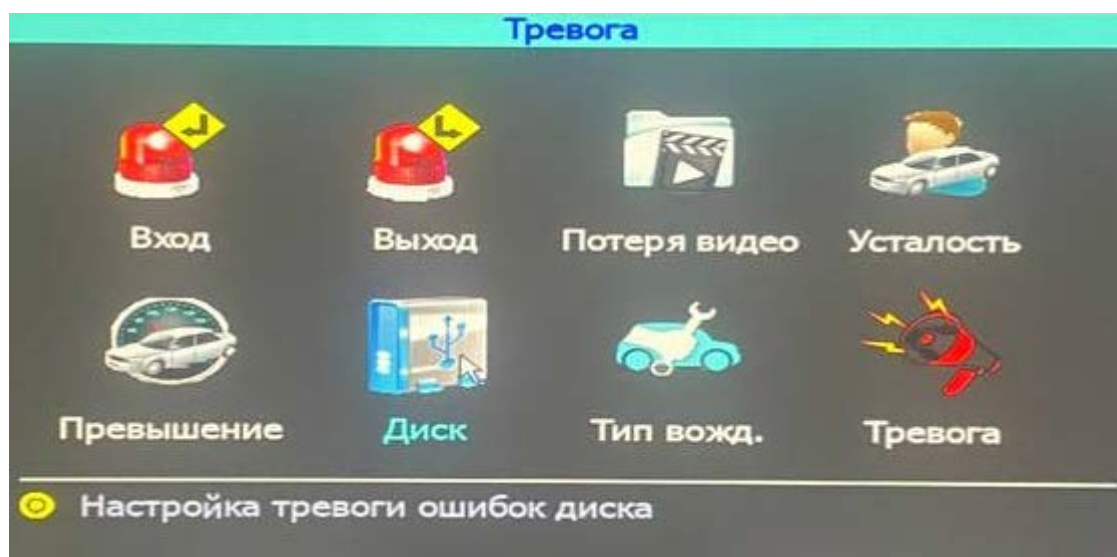 Тревога
Вход Выход Потеря видео Усталость
Превышение Диск Тип вожд. Тревога
Настройка тревоги ошибок диска